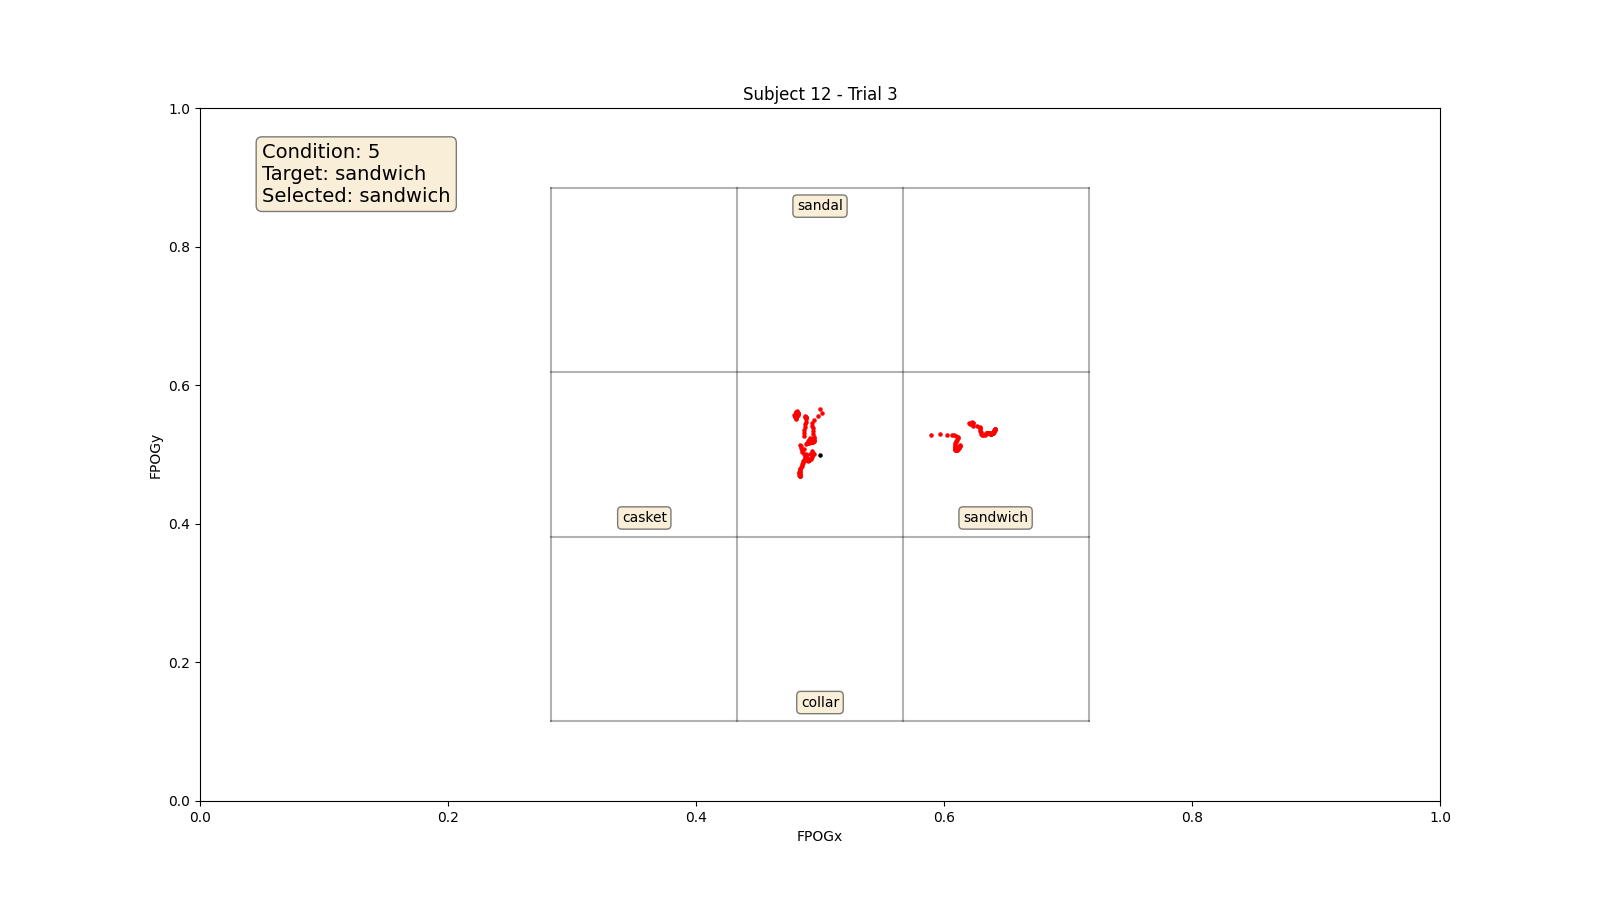 Subject 12 - Trial 3
1.0
Condition: 5
Target: sandwich
Selected: sandwich
sandal
0.8
0.6
FPOGy
casket
sandwich
0.4
0.2
collar
0.0
0.0
0.2
0.4
0.6
0.8
1.0
FPOGx